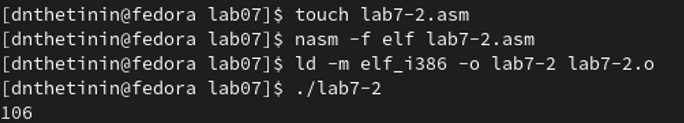 [dnthetinin@fedora lab07]$ touch lab7-2.asm
[dnthetinin@fedora lab07]$ nasm -f elf lab7-2.asm
[dnthetinin@fedora lab07]$ ld -m elf_i386 -o lab7-2 lab7-2.o
[dnthetinin@fedora lab07]$ ./lab7-2
106